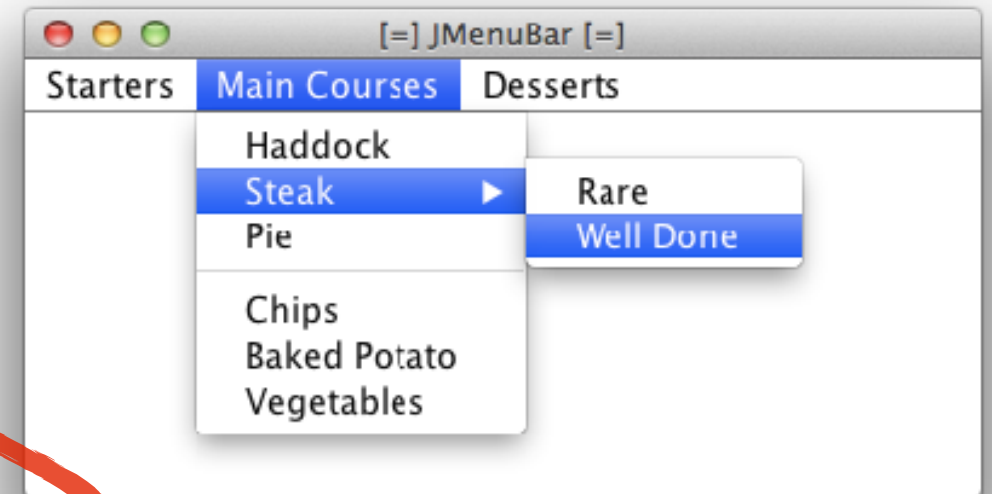 [=] JMenuBar [=]
Starters Main Courses Desserts
Haddock
Steak
Pie
Chips
Baked Potato
Vegetables
Rare
Well Done